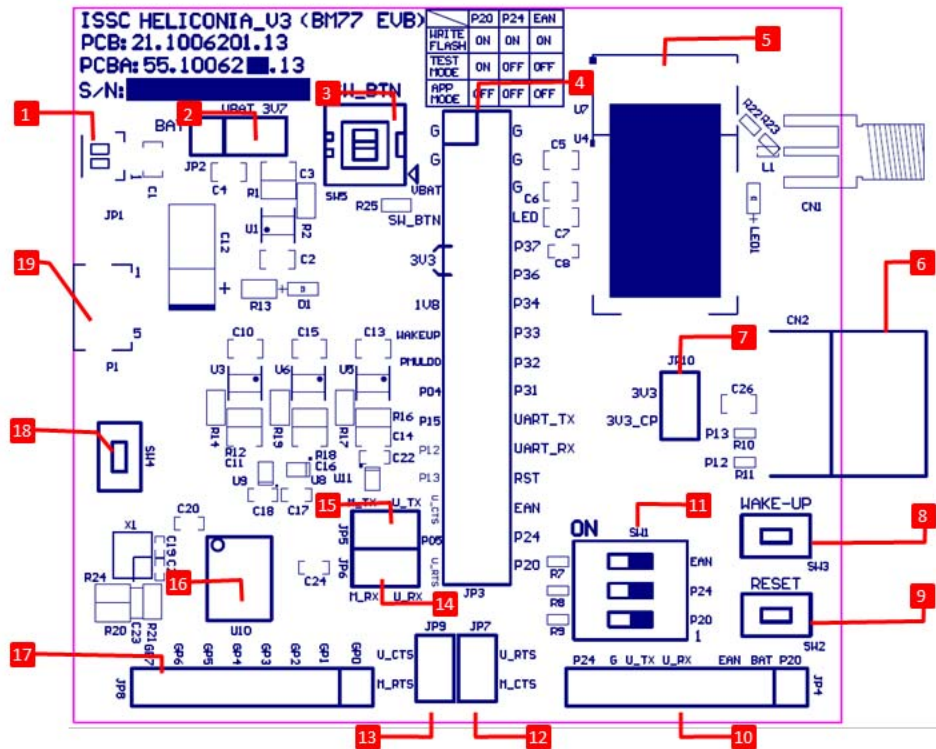 ISSC HELICONIA_V3 (BM77 EVB)
PCB: 21.1006201.13
PCBA: 55.10062 .13
S/N:
P20 P24 EAN
WRITE FLASH ON ON ON
TEST MODE ON OFF OFF
APP MODE OFF OFF OFF
1
2
3
4
5
BAT VBAT 3V7
SW_BTN
JP2
JP1
C1
C4
R1
C3
R2
U1
C2
C12
+
R13
+
D1
SW5
R25
G
G
VBAT
SW_BTN
3V3
1V8
WAKEUP
PMULDO
P04
P15
P12
P13
U_CTS
P05
U_RTS
G
G
G
LED
P37
P36
P34
P33
P32
P31
UART_TX
UART_RX
RST
EAN
P24
P20
JP3
C5
C6
C7
C8
U7
U4
R22
R23
L1
LED1
CN1
19
1
5
P1
6
CN2
7
JP10
3V3
3V3_CP
C26
P13
R10
P12
R11
C10
C15
C13
U3
U6
U5
R14
R12
C11
R19
R18
C16
R17
R16
C14
C22
U9
U8
U11
C18
C17
18
SW4
15
M_TX U_TX
JP5
JP6
M_RX U_RX
14
C24
X1
C20
C19
R24
R20
C23
R21
16
U10
11
ON
SW1
EAN
P24
P20
1
R7
R8
R9
WAKE-UP
8
SW3
RESET
9
SW2
17
GP7 GP6 GP5 GP4 GP3 GP2 GP1 GP0
JP8
JP9
U_CTS
M_RTS
JP7
U_RTS
M_CTS
P24 G U_TX U_RX EAN BAT P20
JP4
13
12
10